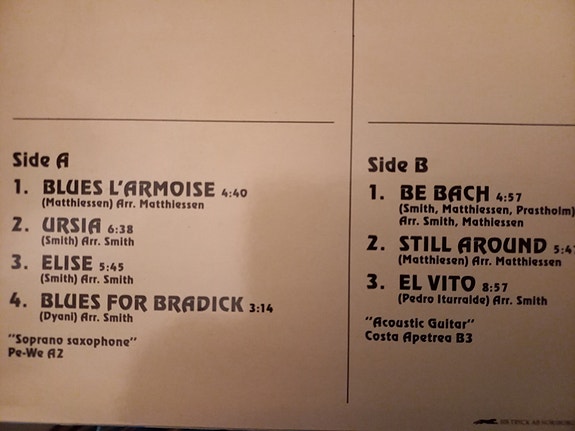 Side A
1. BLUES L'ARMOISE 4:40
(Matthiessen) Arr. Matthiessen
2. URSIA 6:38
(Smith) Arr. Smith
3. ELISE 5:45
(Smith) Arr. Smith
4. BLUES FOR BRADICK 3:14
(Dyani) Arr. Smith
"Soprano saxophone"
Pe-We A2
Side B
1. BE BACH 4:57
(Smith, Matthiessen, Prastholm)
Arr. Smith, Mathiessen
2. STILL AROUND
(Matthiesen) Arr. Matthiessen
3. EL VITO 8:57
(Pedro Iturralde) Arr. Smith
"Acoustic Guitar"
Costa Apetrea B3